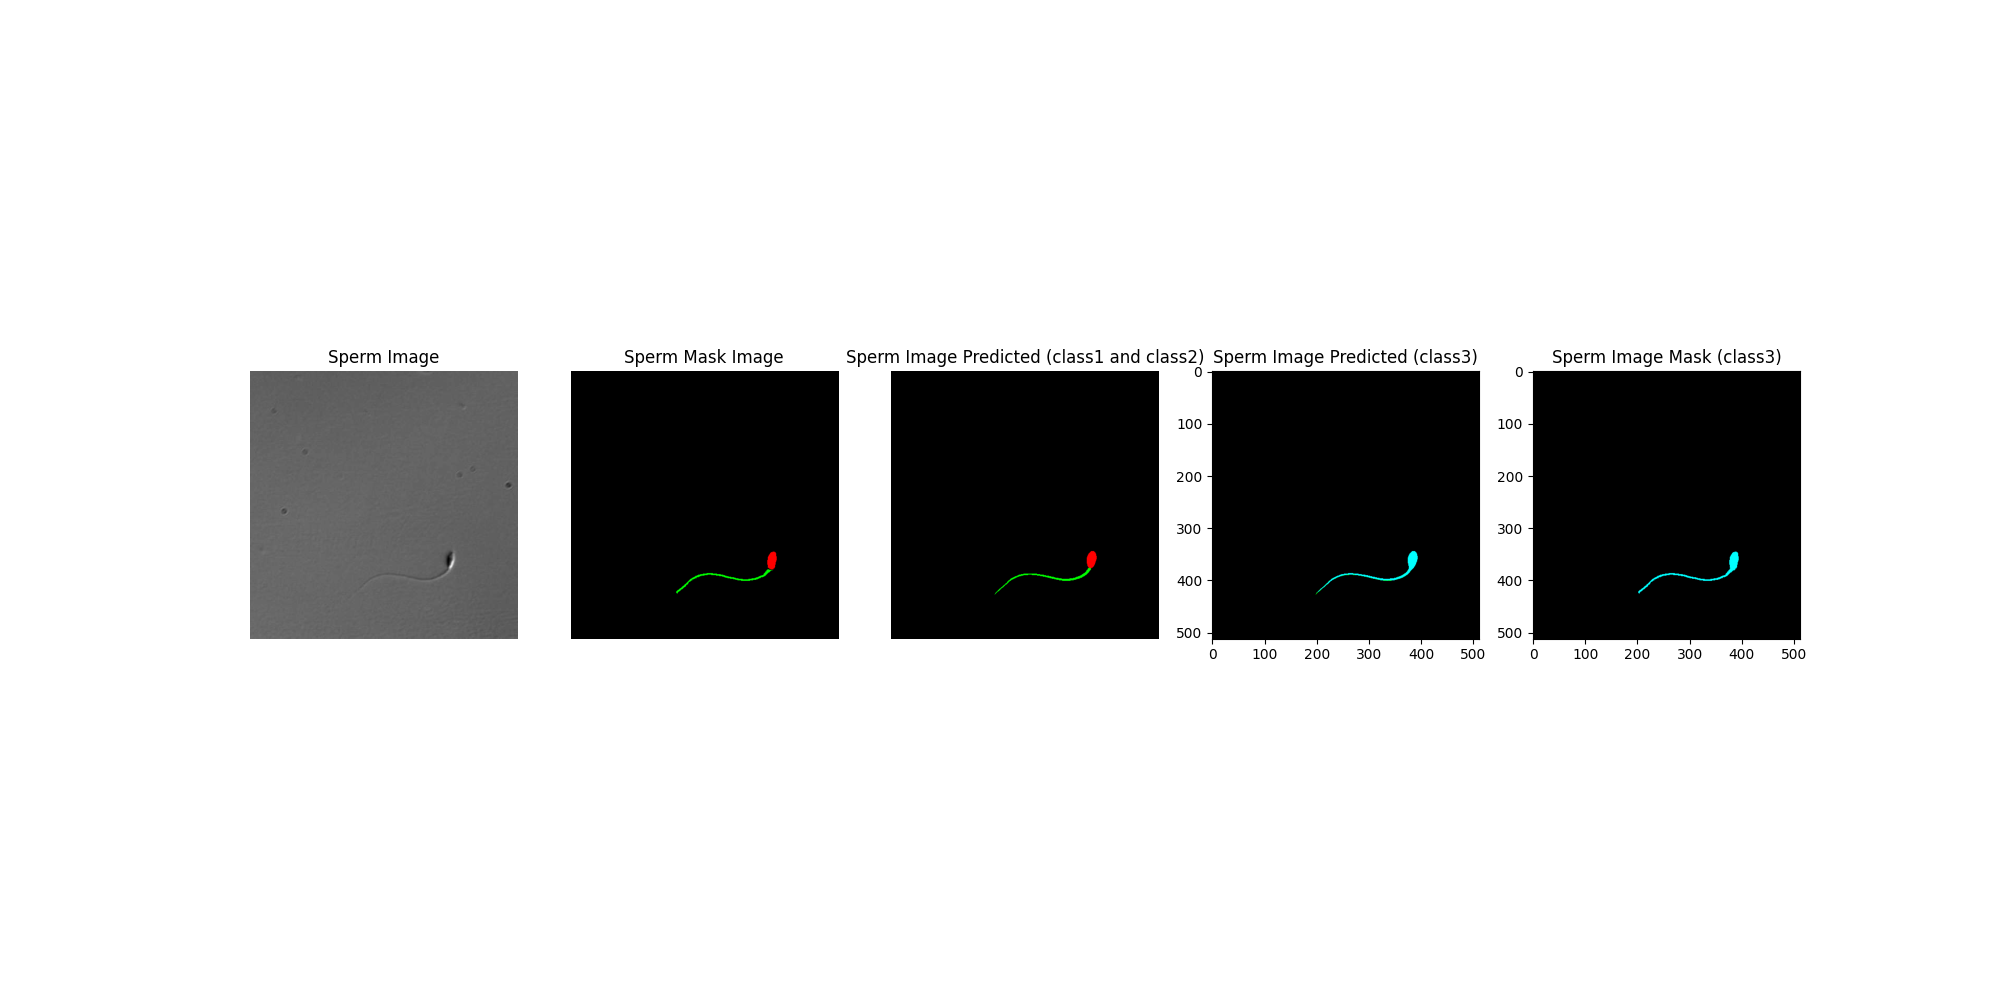 Sperm Image
Sperm Mask Image
Sperm Image Predicted (class1 and class2)
Sperm Image Predicted (class3)
0
100
200
300
400
500
0 100 200 300 400 500
Sperm Image Mask (class3)
0
100
200
300
400
500
0 100 200 300 400 500